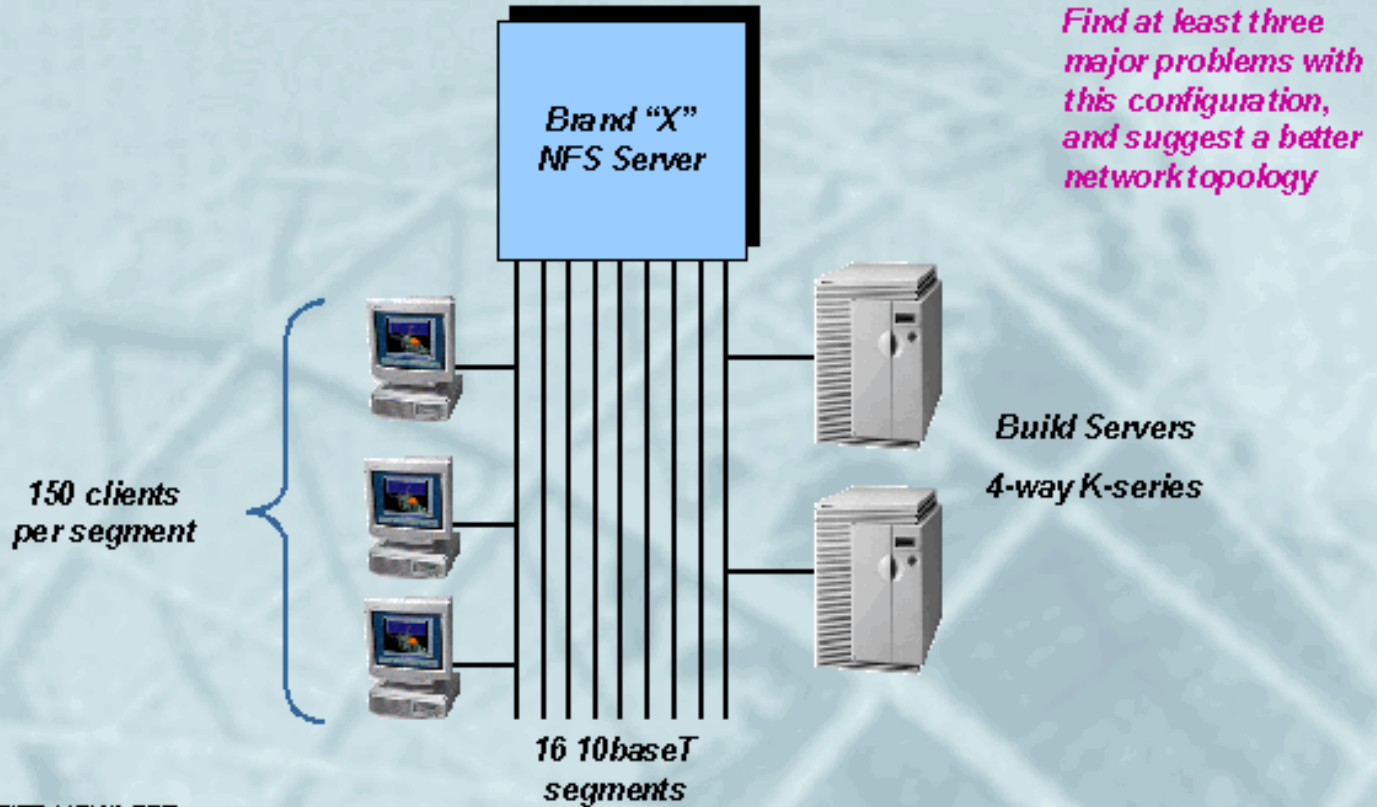 Find at least three
major problems with
this configuration,
and suggest a better
network topology
Brand “X”
NFS Server
150 clients
per segment
Build Servers
4-way K-series
16 10baseT
segments